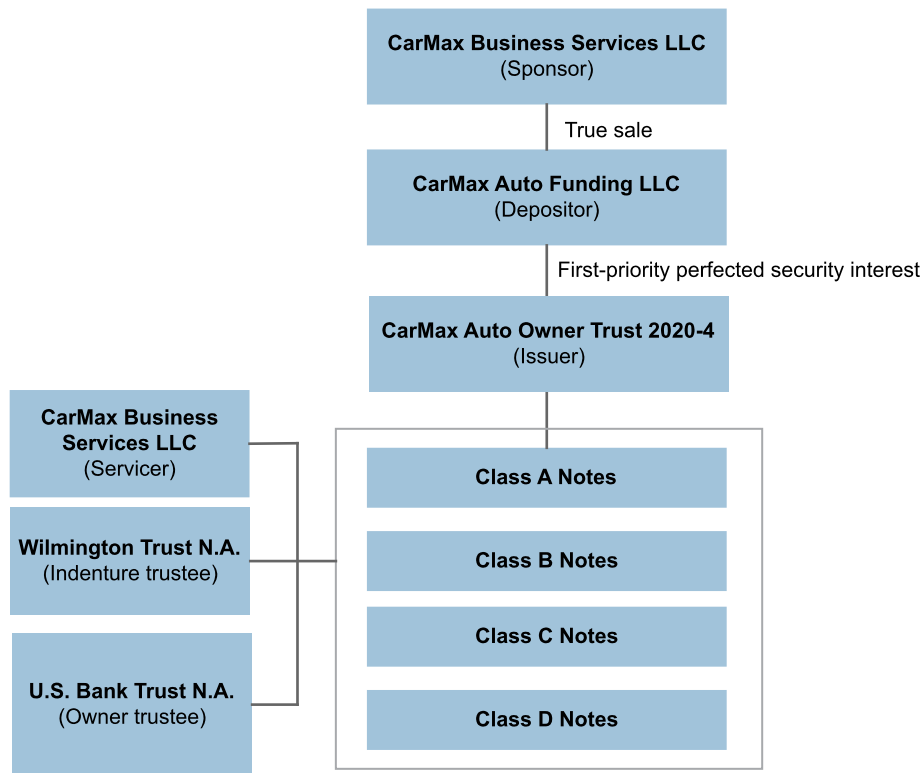 CarMax Business Services LLC
(Sponsor)
True sale
CarMax Auto Funding LLC
(Depositor)
First-priority perfected security interest
CarMax Auto Owner Trust 2020-4
(Issuer)
CarMax Business
Services LLC
(Servicer)
Wilmington Trust N.A.
(Indenture trustee)
U.S. Bank Trust N.A.
(Owner trustee)
Class A Notes
Class B Notes
Class C Notes
Class D Notes